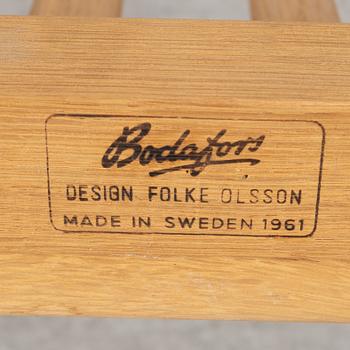 Bodafors
DESIGN FOLKE OLSSON
MADE IN SWEDEN 1961